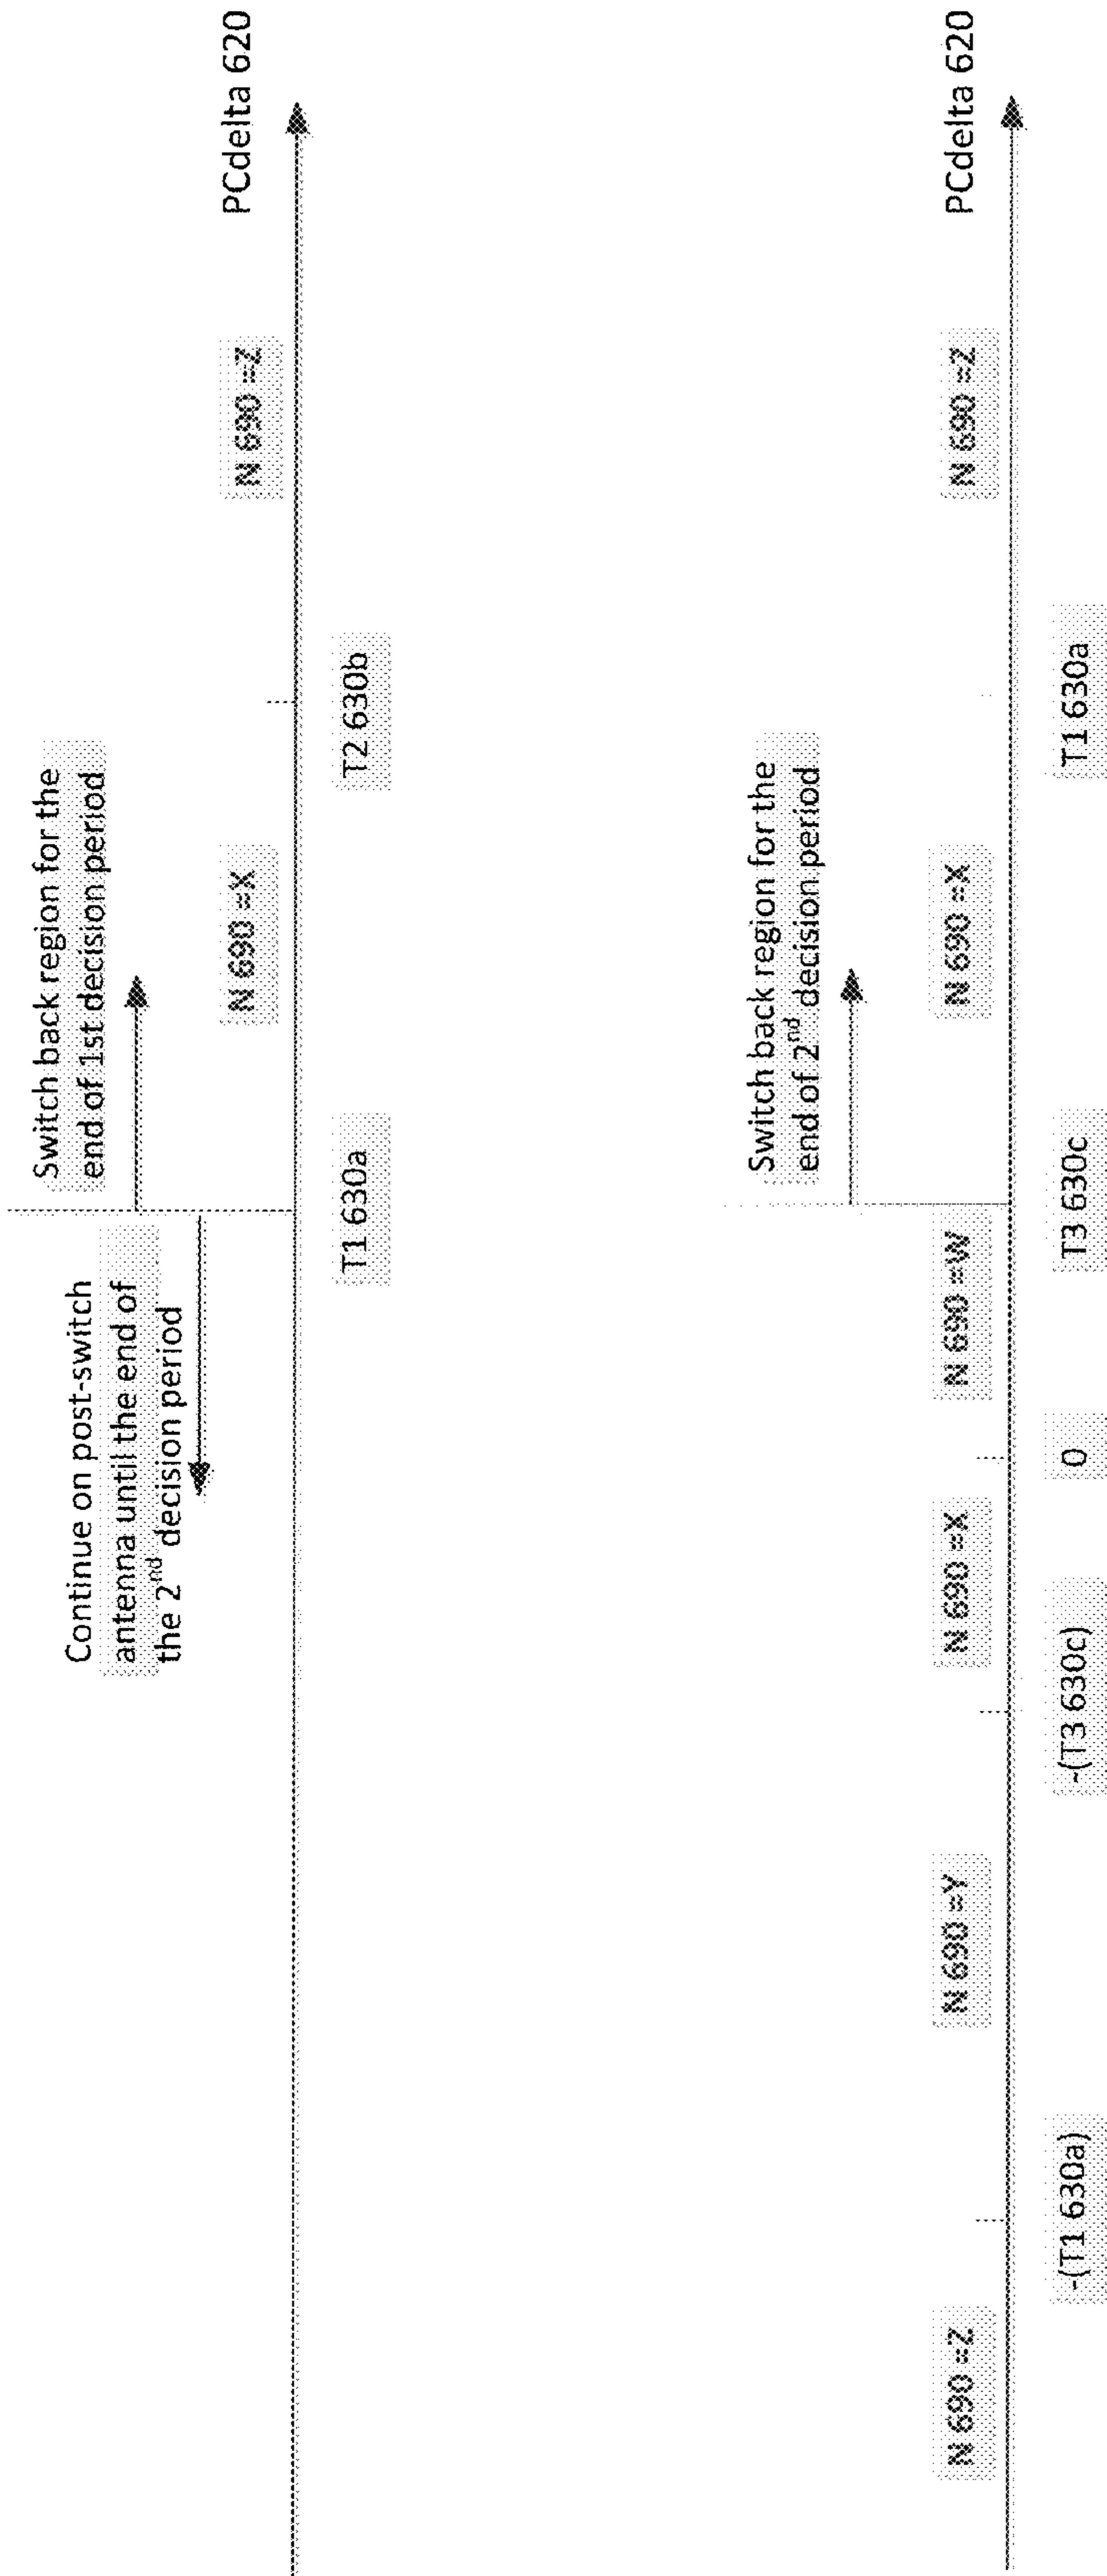 Continue on post-switch
antenna until the end of
the 2nd decision period
Switch back region for the
end of 1st decision period
N 690 =X
N 690 =Z
PCdelta 620
T1 630a
T2 630b
Switch back region for the
end of 2nd decision period
N 690 =Z
N 690 =Y
N 690 =X
N 690 =W
N 690 =X
N 690 =Z
PCdelta 620
-(T1 630a)
-(T3 630c)
0
T3 630c
T1 630a